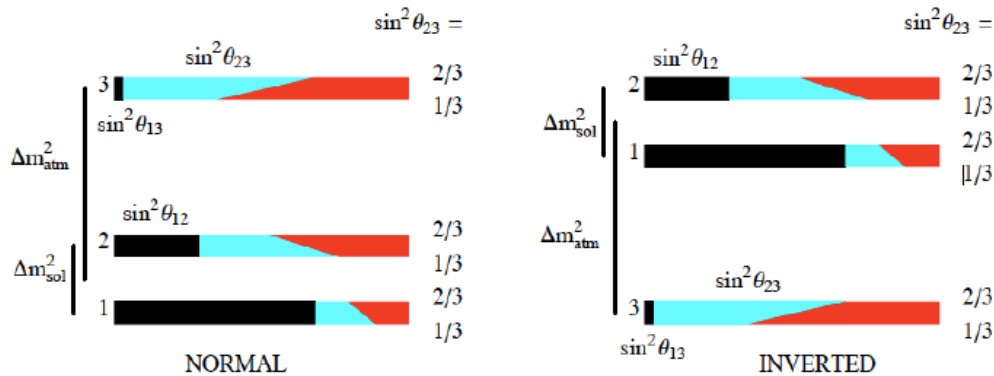 sin²θ₂₃ =
sin²θ₂₃
3
2/3
1/3
sin²θ₁₃
Δm²atm
sin²θ₁₂
2
2/3
1/3
Δm²sol
1
2/3
1/3
NORMAL
sin²θ₂₃ =
sin²θ₁₂
2
2/3
1/3
Δm²sol
1
2/3
|1/3
Δm²atm
sin²θ₂₃
3
2/3
1/3
sin²θ₁₃
INVERTED